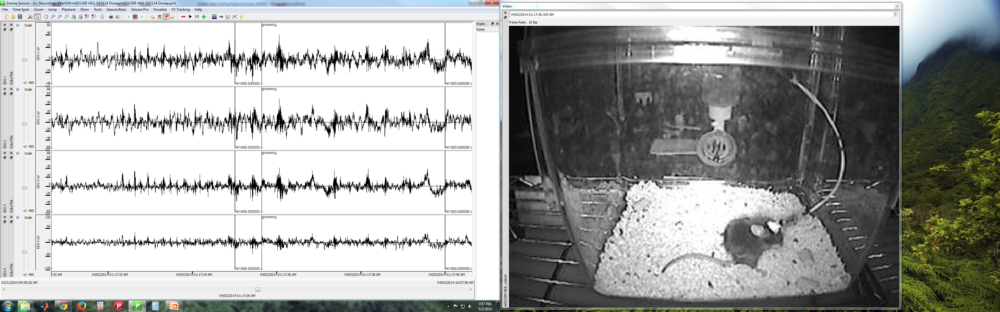 Sirenia Seizure - G:/_Recordings KKeHD6/mEEG389 ABJL 033114 Donep/mEEG389 ABJL 033114 Donep.pvfs
File Time Span Zoom Jump Playback Show Tools Seizure Basic Seizure Pro Visualize XY Tracking Help
Scale
+/- 400
EEG 1
Data Plot
EEG 1 uV
60
40
20
0
-20
-40
grooming
141495.000000 s
141500.000000 s
Scale
+/- 400
EEG 2
Data Plot
EEG 2 uV
80
60
40
20
0
-20
-40
-60
grooming
141495.000000 s
141500.000000 s
Scale
+/- 400
EEG 3
Data Plot
EEG 3 uV
80
60
40
20
0
-20
-40
-60
grooming
141495.000000 s
141500.000000 s
Scale
+/- 400
EEG 4
Data Plot
EEG 4 uV
120
60
0
-60
-120
grooming
141495.000000 s
141500.000000 s
:30 AM 04/02/2014 01:17:32 AM 04/02/2014 01:17:34 AM 04/02/2014 01:17:36 AM 04/02/2014 01:17:38 AM 04/02/2014 01:17:40 AM
03/31/2014 09:59:20 AM 04/03/2014 10:07:58 AM
04/02/2014 01:17:36 AM
Exper...
Notes
3:57 PM
5/2/2014
Video
04/02/2014 01:17:36.555 AM
Frame Rate: 10 fps
mEEG389 ABJL_video4